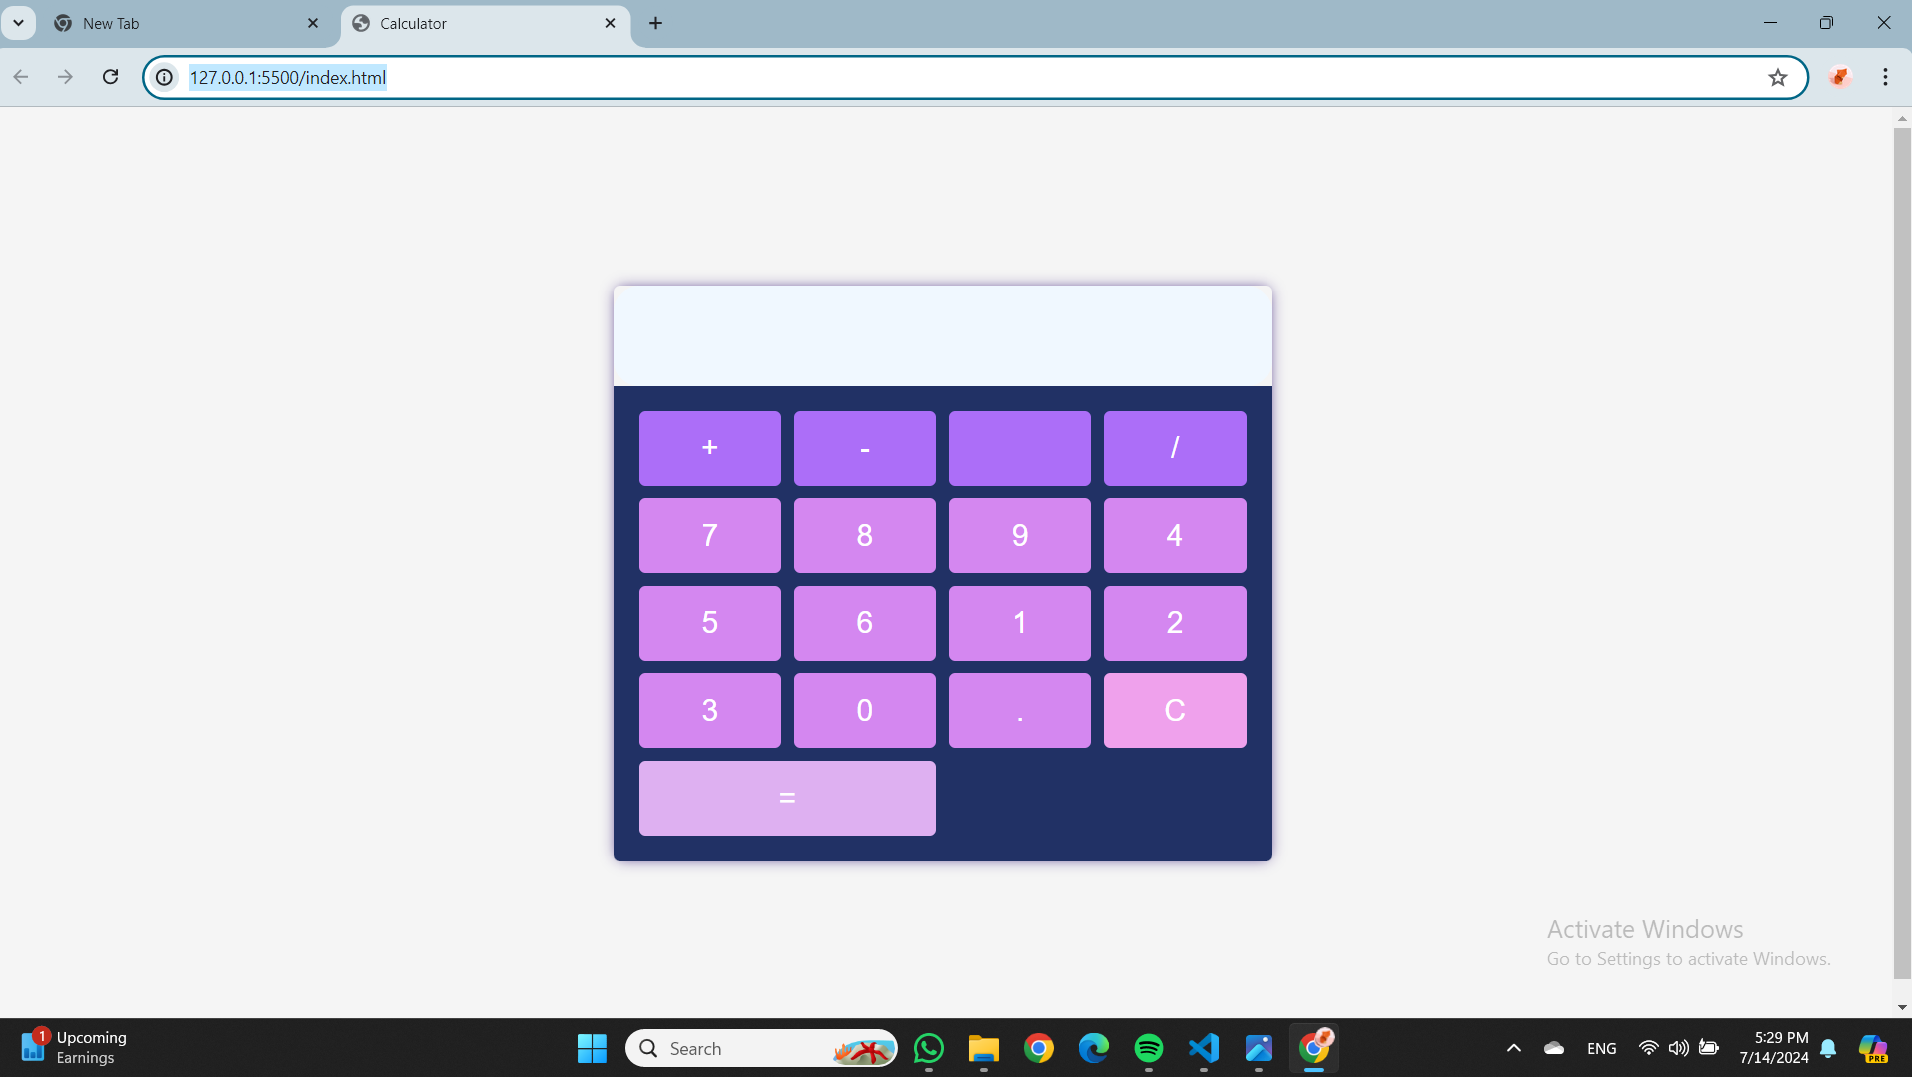 New Tab
Calculator
127.0.0.1:5500/index.html
+ - /
7 8 9 4
5 6 1 2
3 0 . C
=
Activate Windows
Go to Settings to activate Windows.
1
Upcoming
Earnings
Search
ENG
5:29 PM
7/14/2024
PRE